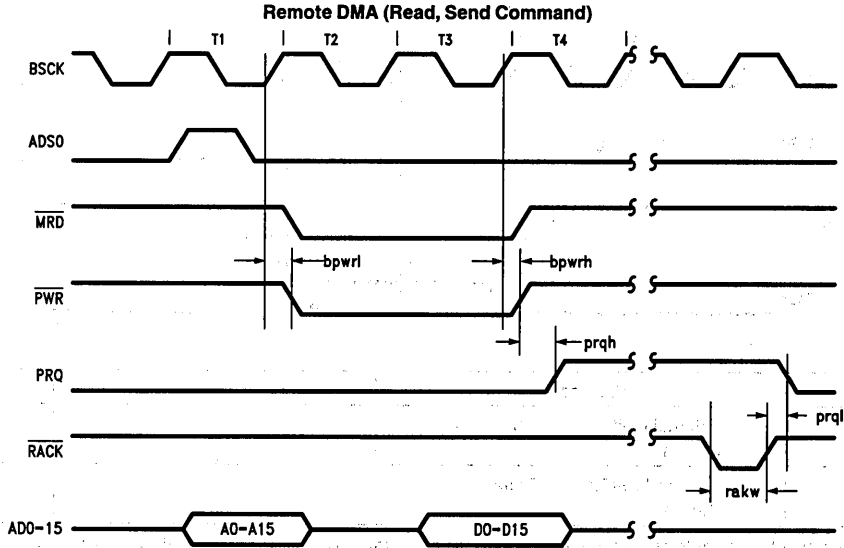 Remote DMA (Read, Send Command)
T1 T2 T3 T4
BSCK
ADS0
MRD
bpwrl bpwrh
PWR
prqh
PRQ
prql
RACK
rakw
AD0-15 A0-A15 D0-D15